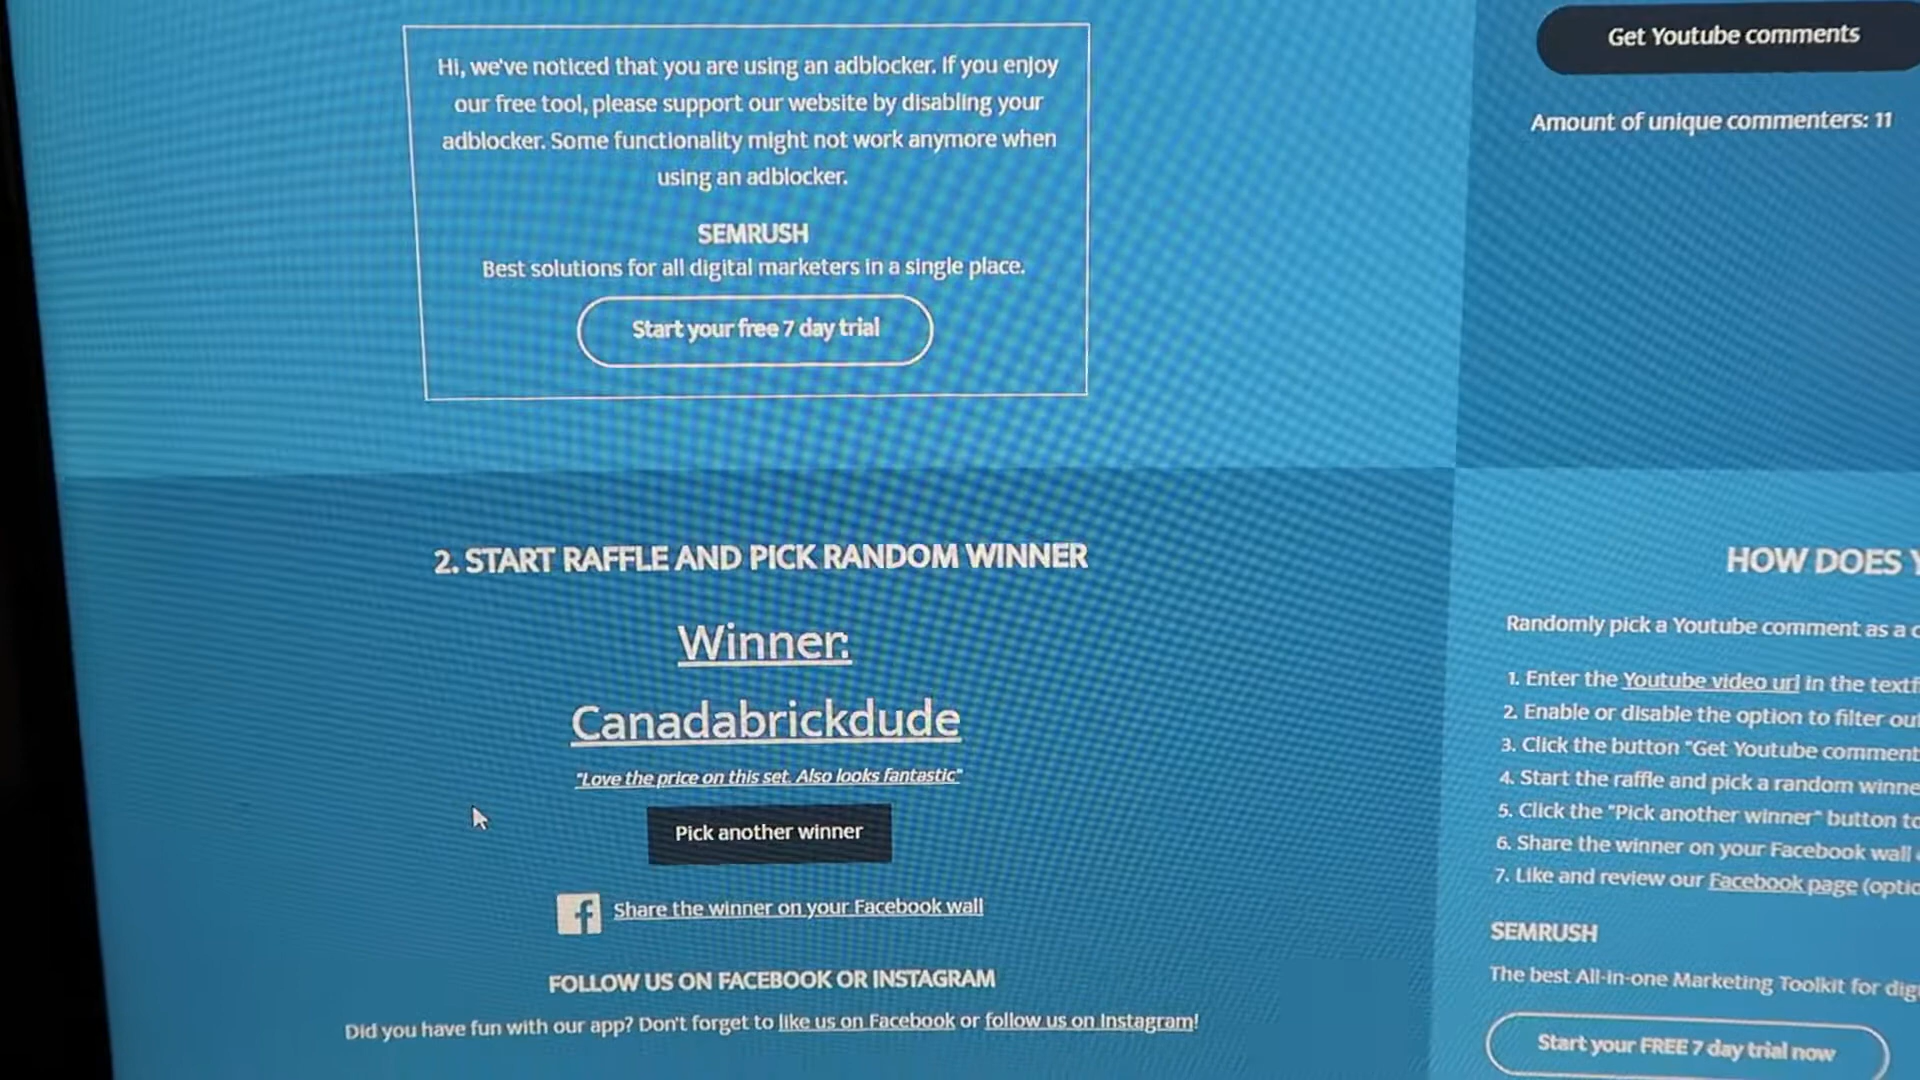 Hi, we've noticed that you are using an adblocker. If you enjoy
our free tool, please support our website by disabling your
adblocker. Some functionality might not work anymore when
using an adblocker.
SEMRUSH
Best solutions for all digital marketers in a single place.
Start your free 7 day trial
Get Youtube comments
Amount of unique commenters: 11
2. START RAFFLE AND PICK RANDOM WINNER
Winner:
Canadabrickdude
"Love the price on this set. Also looks fantastic"
Pick another winner
Share the winner on your Facebook wall
FOLLOW US ON FACEBOOK OR INSTAGRAM
Did you have fun with our app? Don't forget to like us on Facebook or follow us on Instagram!
HOW DOES
Randomly pick a Youtube comment as a
1. Enter the Youtube video url in the
2. Enable or disable the option to filter
3. Click the button "Get Youtube
4. Start the raffle and pick a random
5. Click the "Pick another winner" button
6. Share the winner on your Facebook wall
7. Like and review our Facebook page
SEMRUSH
The best All-in-one Marketing Toolkit for
Start your FREE 7 day trial now